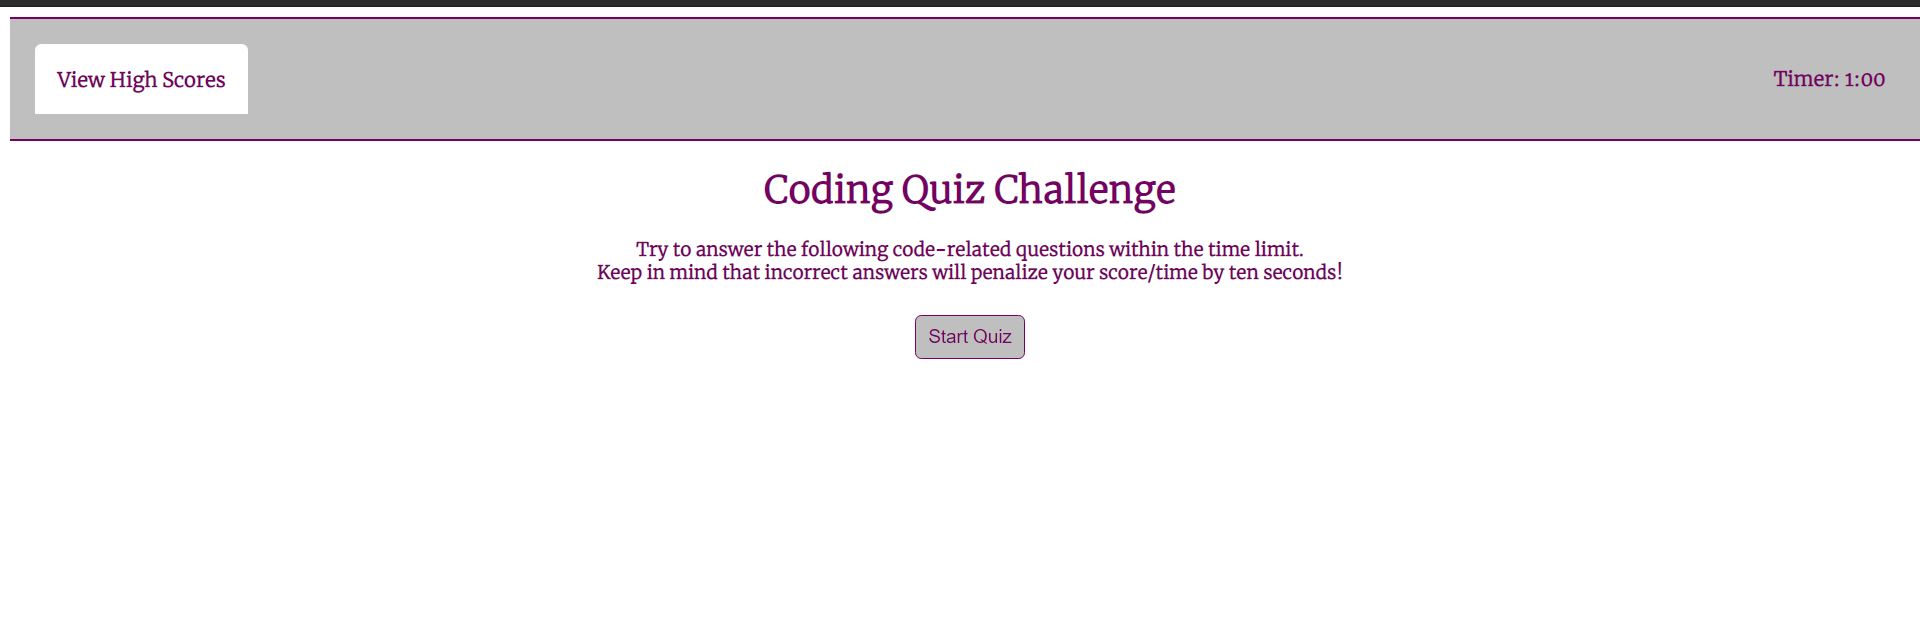 View High Scores
Timer: 1:00
Coding Quiz Challenge
Try to answer the following code-related questions within the time limit.
Keep in mind that incorrect answers will penalize your score/time by ten seconds!
Start Quiz